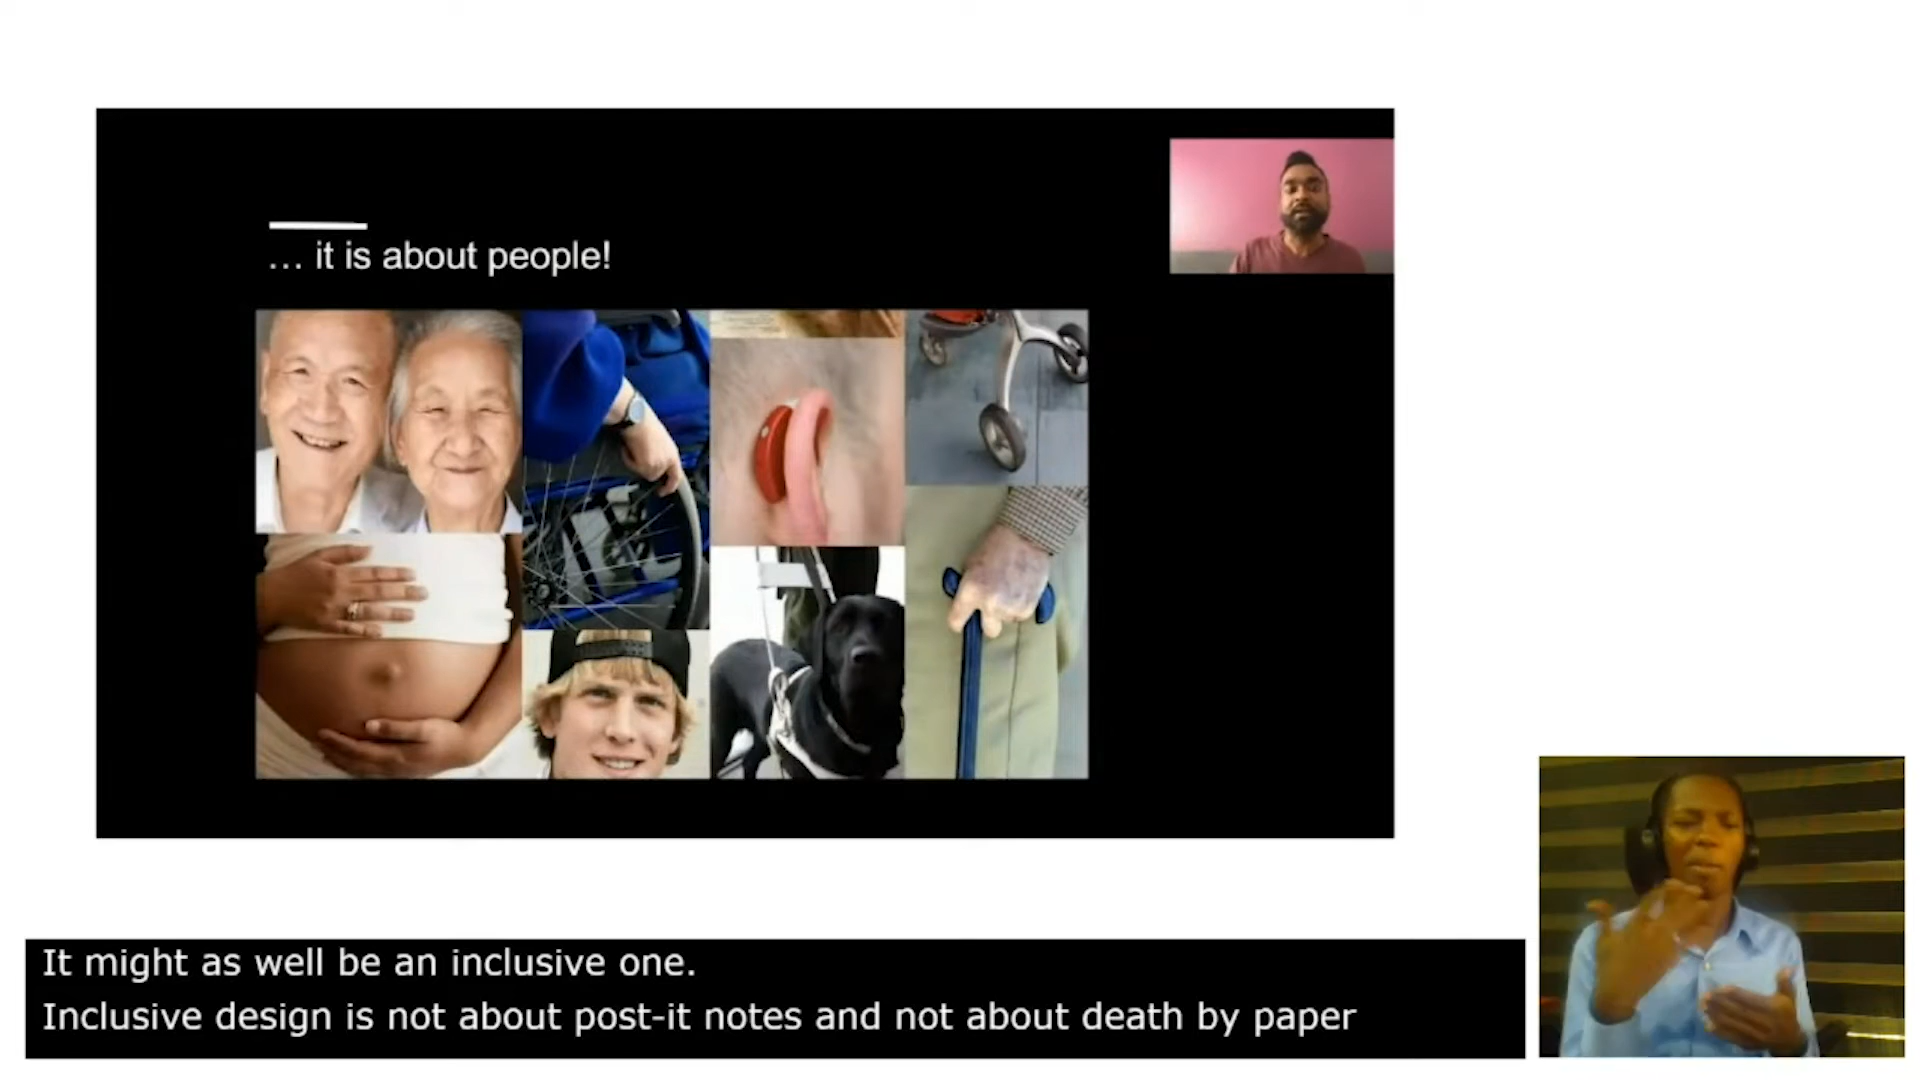 ... it is about people!
It might as well be an inclusive one.
Inclusive design is not about post-it notes and not about death by paper